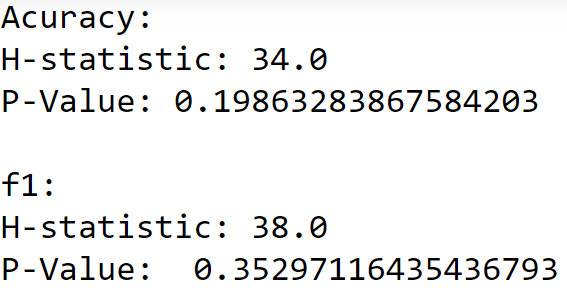 Acuracy:
H-statistic: 34.0
P-Value: 0.19863283867584203
f1:
H-statistic: 38.0
P-Value:  0.35297116435436793